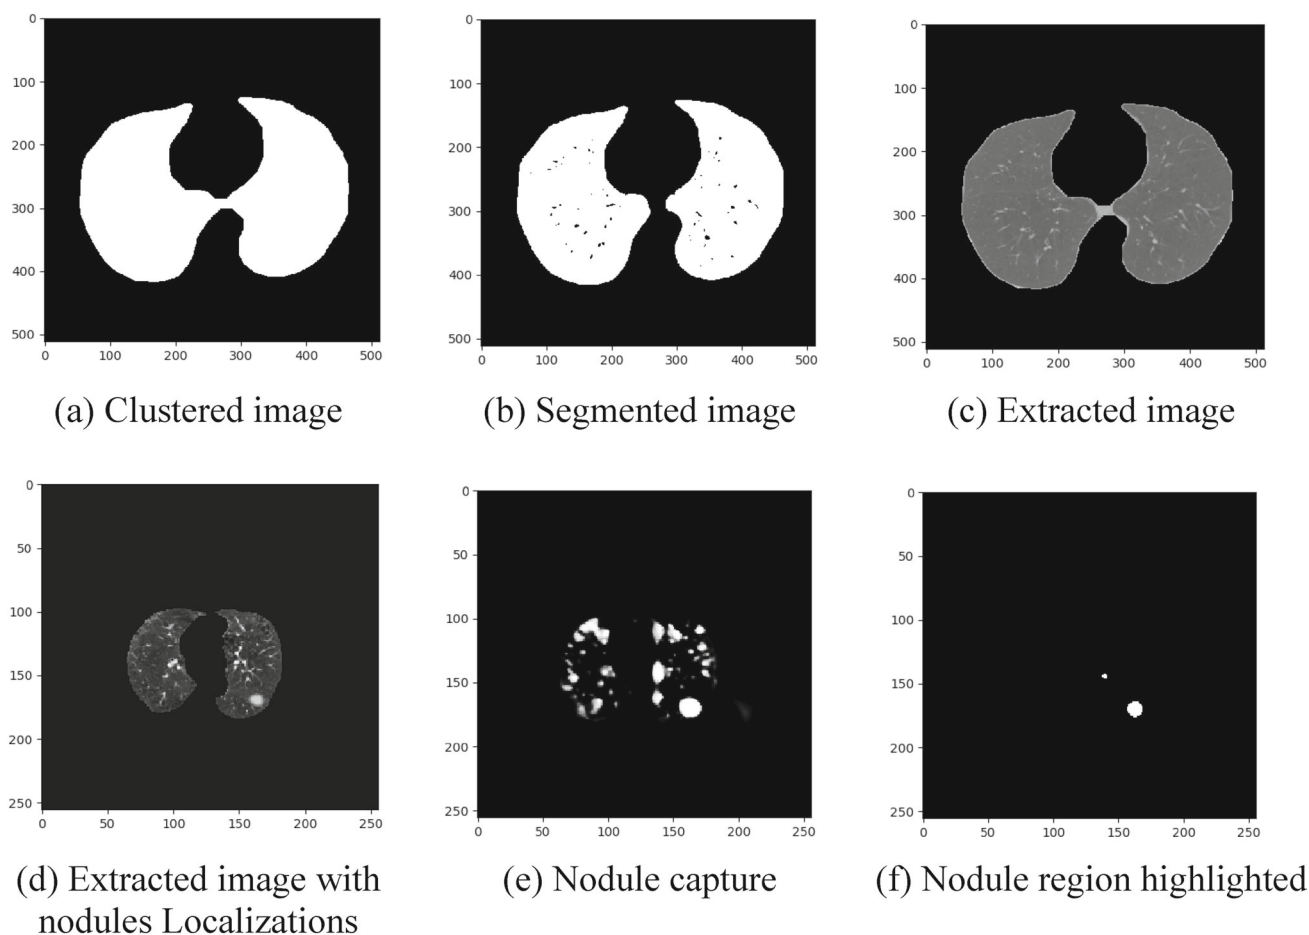 0
100
200
300
400
500
0 100 200 300 400 500
(a) Clustered image
0
100
200
300
400
500
0 100 200 300 400 500
(b) Segmented image
0
100
200
300
400
500
0 100 200 300 400 500
(c) Extracted image
0
50
100
150
200
250
0 50 100 150 200 250
(d) Extracted image with
nodules Localizations
0
50
100
150
200
250
0 50 100 150 200 250
(e) Nodule capture
0
50
100
150
200
250
0 50 100 150 200 250
(f) Nodule region highlighted